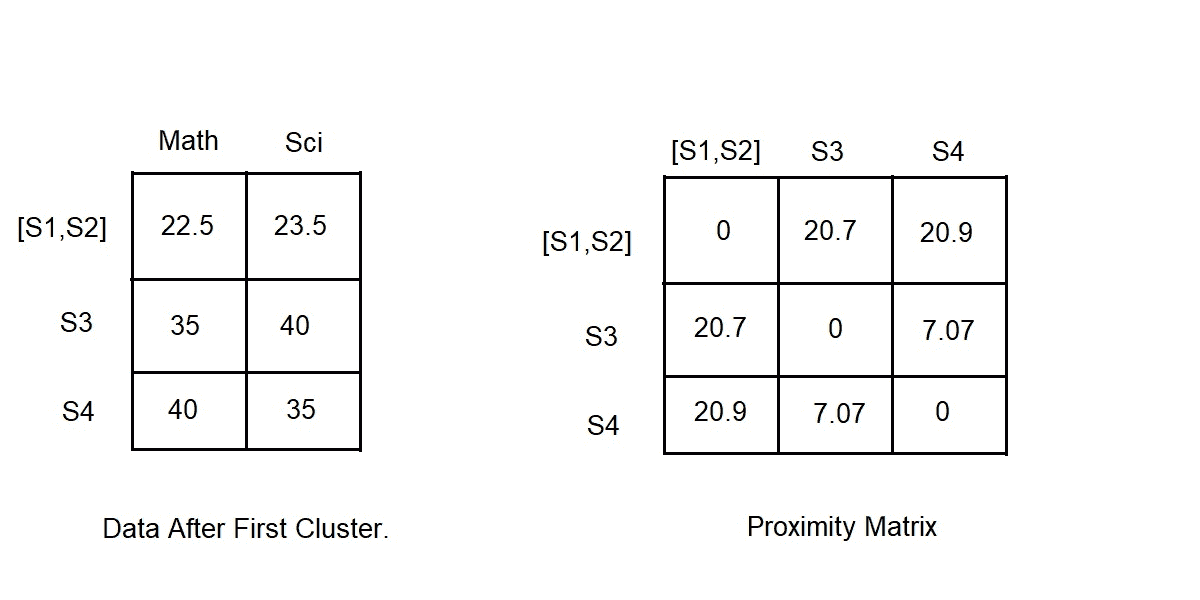 Math Sci
[S1,S2] 22.5 23.5
S3 35 40
S4 40 35
Data After First Cluster.
[S1,S2] S3 S4
[S1,S2] 0 20.7 20.9
S3 20.7 0 7.07
S4 20.9 7.07 0
Proximity Matrix